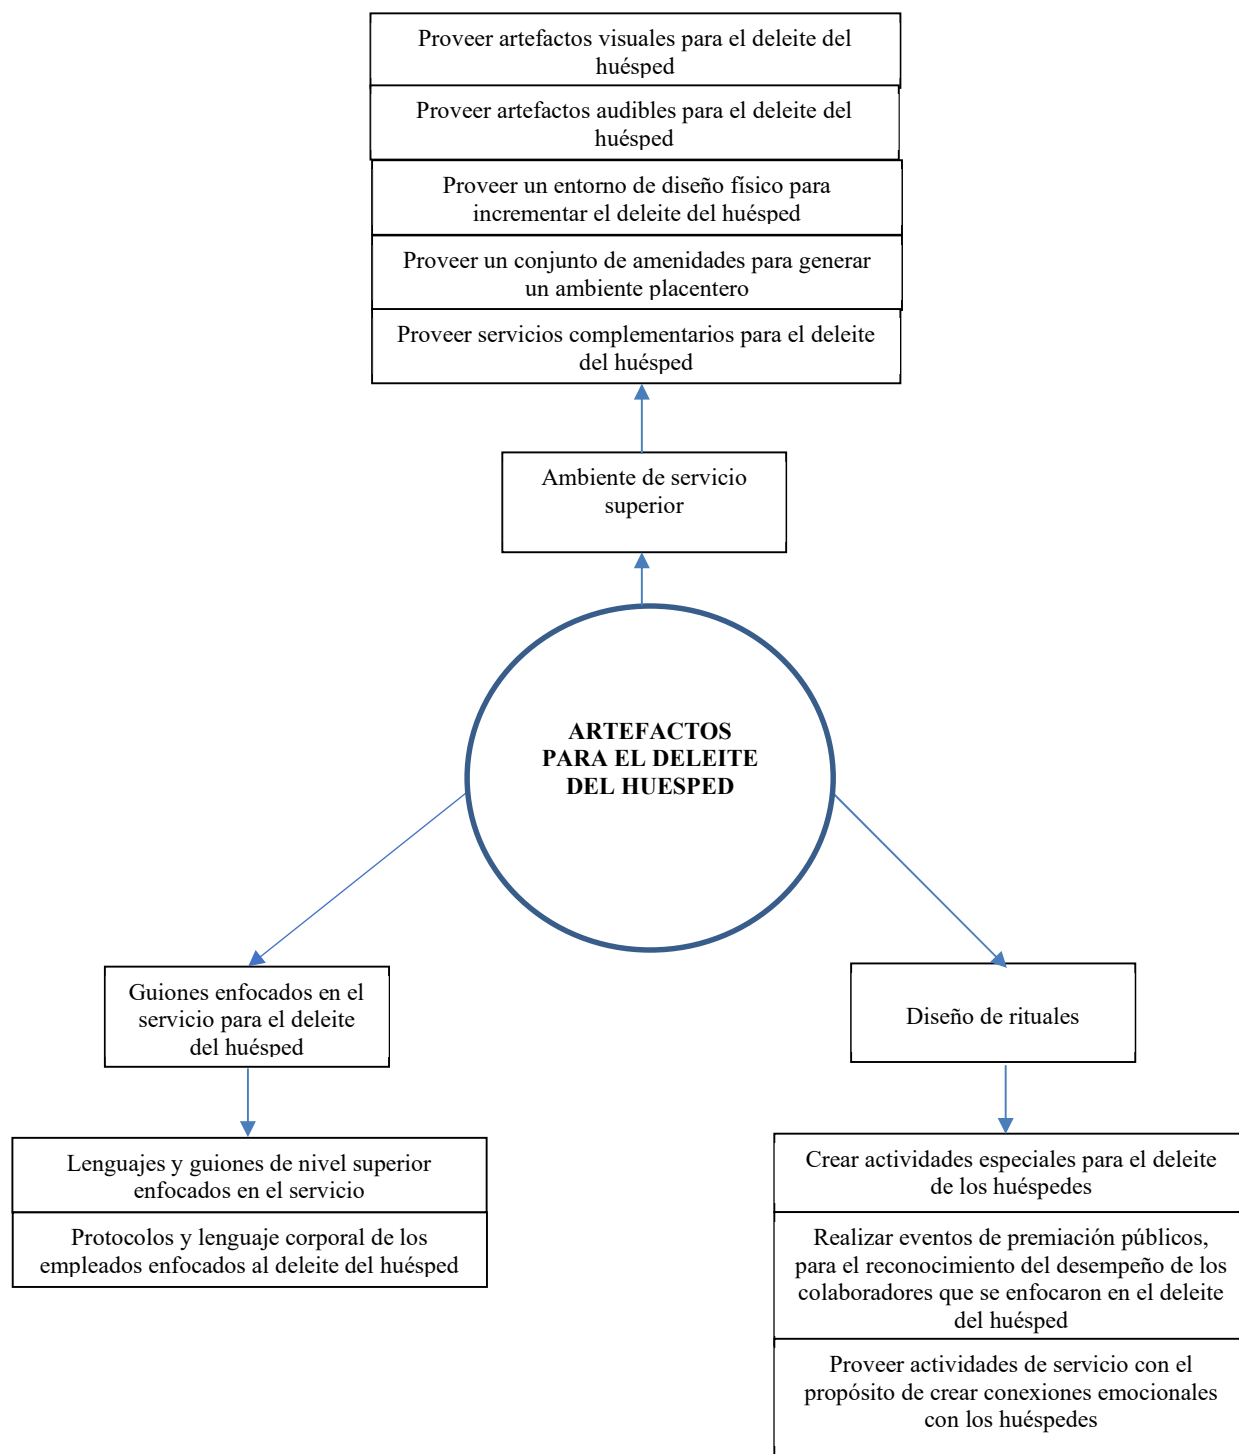 Proveer artefactos visuales para el deleite del
huésped
Proveer artefactos audibles para el deleite del
huésped
Proveer un entorno de diseño físico para
incrementar el deleite del huésped
Proveer un conjunto de amenidades para generar
un ambiente placentero
Proveer servicios complementarios para el deleite
del huésped
Ambiente de servicio
superior
ARTEFACTOS
PARA EL DELEITE
DEL HUESPED
Guiones enfocados en el
servicio para el deleite
del huésped
Diseño de rituales
Lenguajes y guiones de nivel superior
enfocados en el servicio
Protocolos y lenguaje corporal de los
empleados enfocados al deleite del huésped
Crear actividades especiales para el deleite
de los huéspedes
Realizar eventos de premiación públicos,
para el reconocimiento del desempeño de los
colaboradores que se enfocaron en el deleite
del huésped
Proveer actividades de servicio con el
propósito de crear conexiones emocionales
con los huéspedes